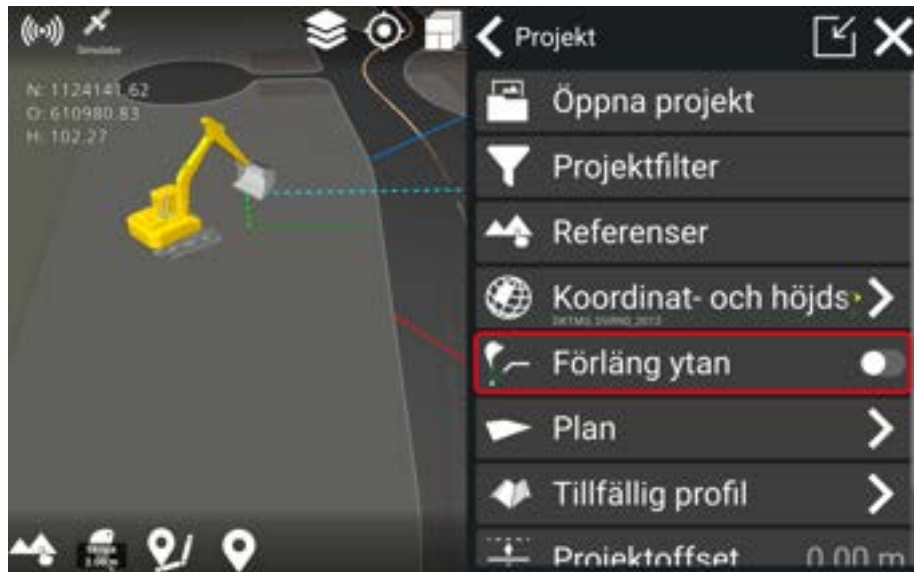 Simulator
N: 1124141.62
O: 610980.83
H: 102.27
Projekt
Öppna projekt
Projektfilter
Referenser
Koordinat- och höjds
Förläng ytan
Plan
Tillfällig profil
Projektoffset 0.00 m